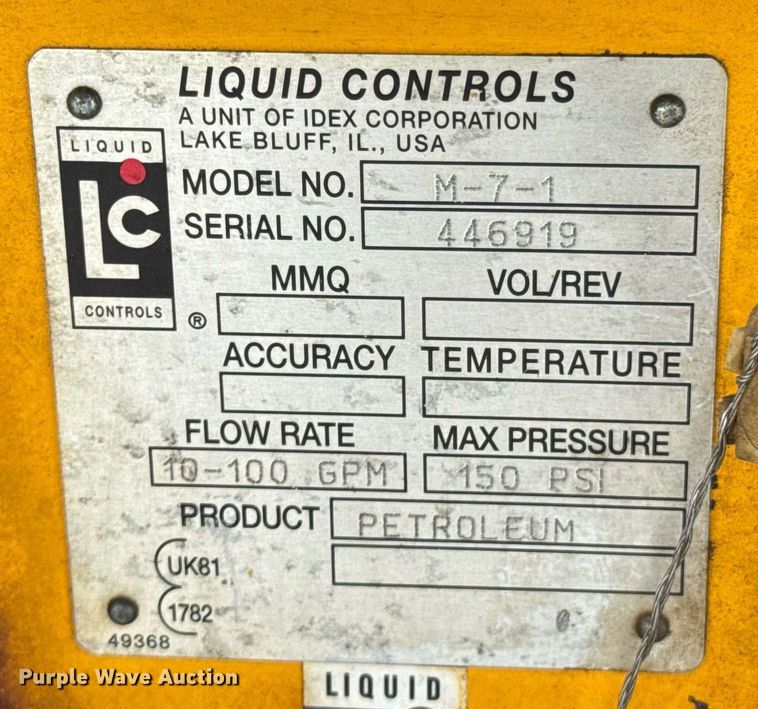 LIQUID CONTROLS
A UNIT OF IDEX CORPORATION
LAKE BLUFF, IL., USA
LIQUID
LC
CONTROLS
®
MODEL NO. M-7-1
SERIAL NO. 446919
MMQ VOL/REV
ACCURACY TEMPERATURE
FLOW RATE MAX PRESSURE
10-100 GPM 150 PSI
PRODUCT PETROLEUM
UK81
1782
0
49368
Purple Wave Auction
LIQUID